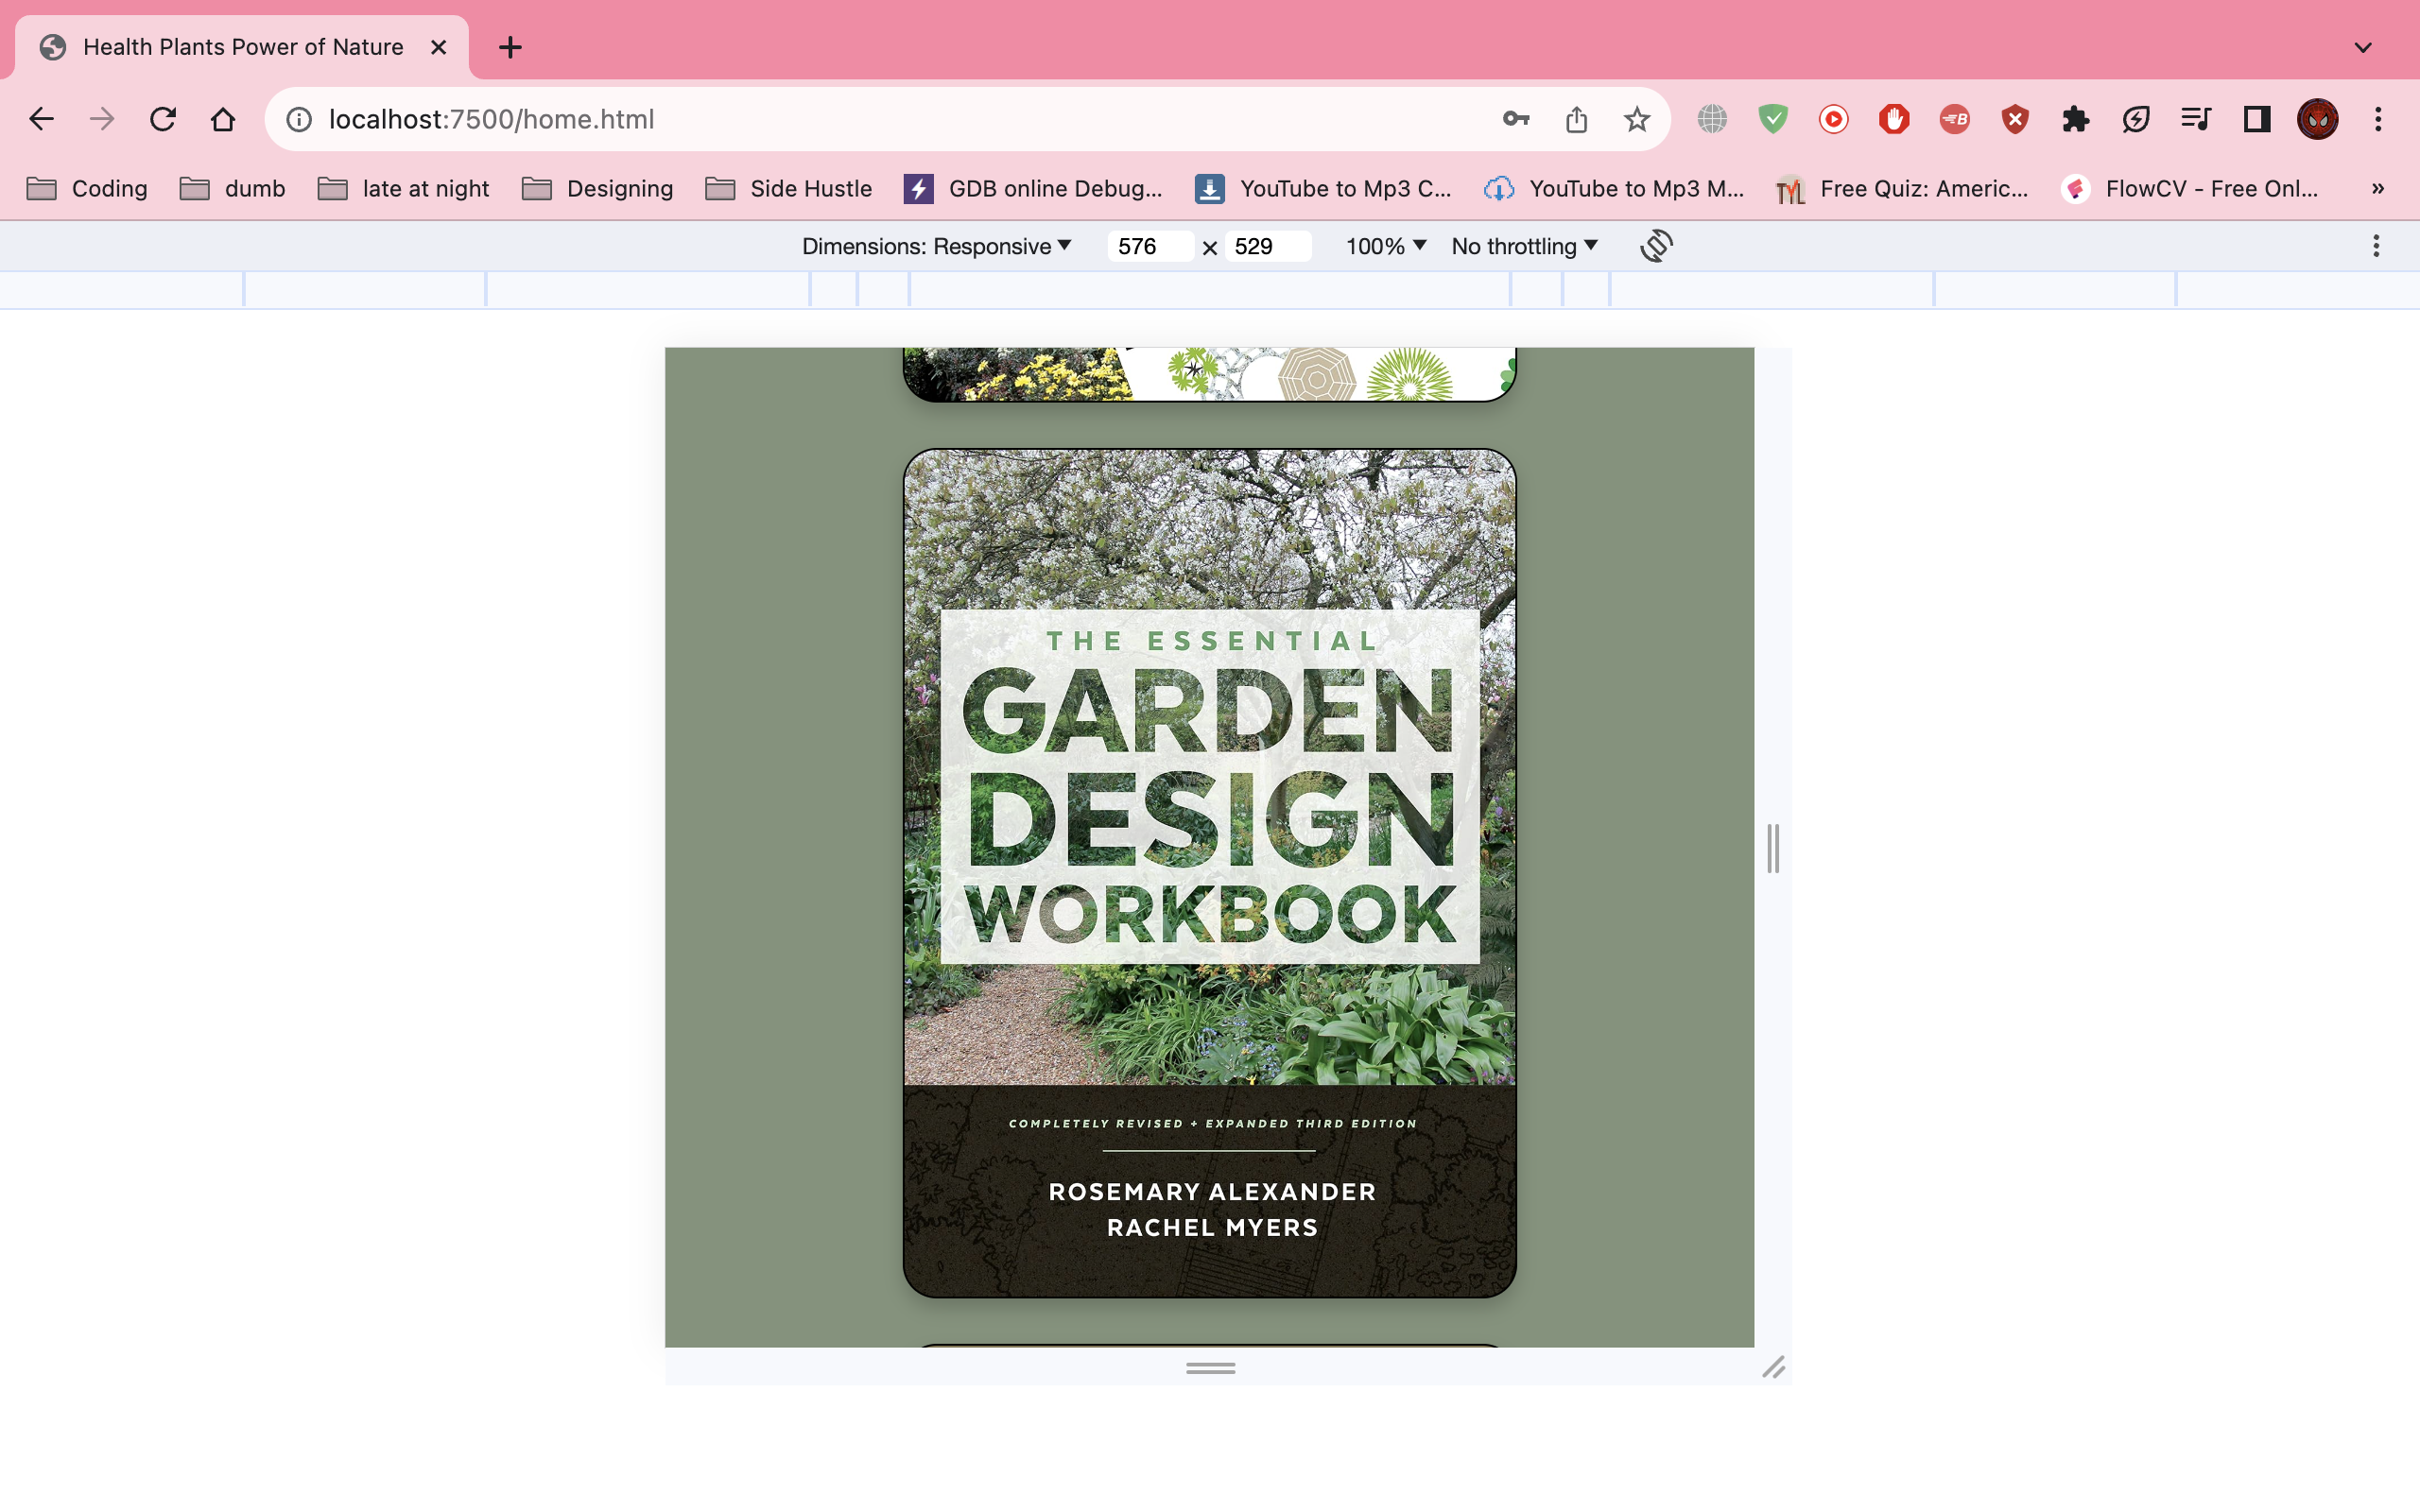 Health Plants Power of Nature
localhost:7500/home.html
Coding dumb late at night Designing Side Hustle GDB online Debug... YouTube to Mp3 C... YouTube to Mp3 M... TYL Free Quiz: Americ... FlowCV - Free Onl... »
Dimensions: Responsive 576 × 529 100% No throttling
THE ESSENTIAL
GARDEN
DESIGN
WORKBOOK
COMPLETELY REVISED + EXPANDED THIRD EDITION
ROSEMARY ALEXANDER
RACHEL MYERS